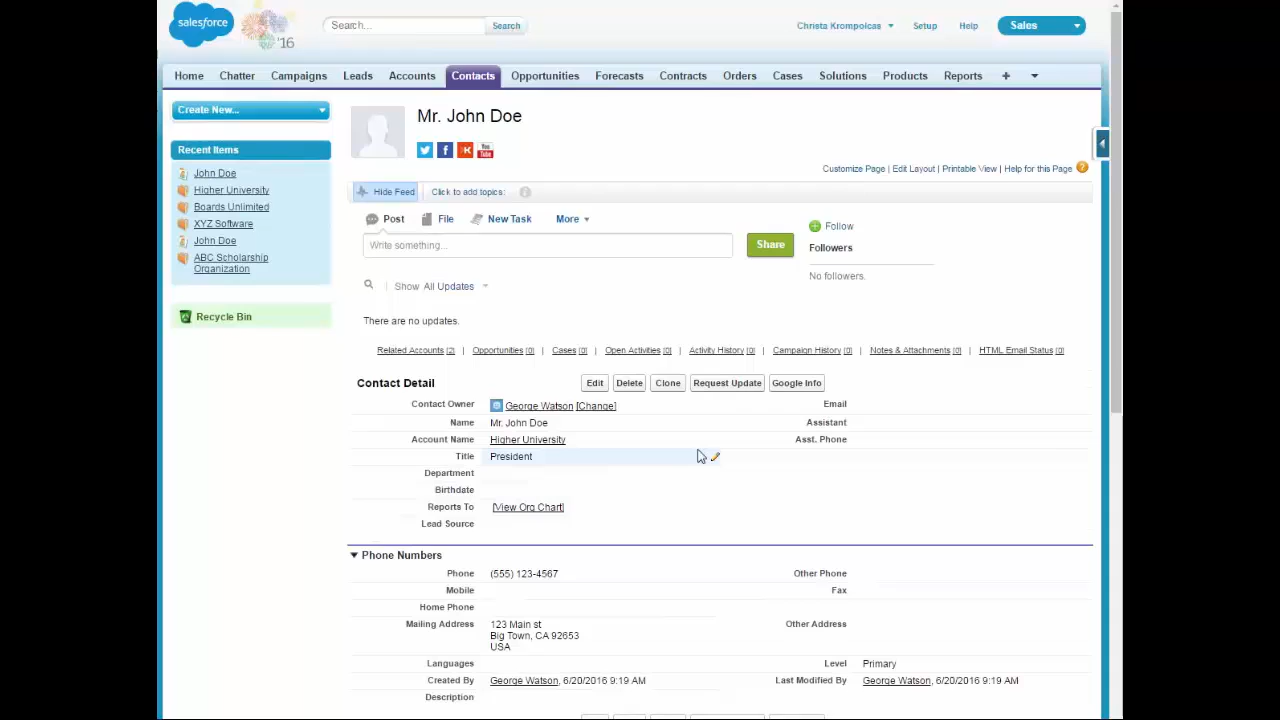 salesforce
'16
Search...
Search
Christa Krompolcas
Setup
Help
Sales
Home
Chatter
Campaigns
Leads
Accounts
Contacts
Opportunities
Forecasts
Contracts
Orders
Cases
Solutions
Products
Reports
+
Create New...
Recent Items
John Doe
Higher University
Boards Unlimited
XYZ Software
John Doe
ABC Scholarship
Organization
Recycle Bin
Mr. John Doe
You
Tube
Customize Page | Edit Layout | Printable View | Help for this Page ?
Hide Feed
Click to add topics:
Post
File
New Task
More
Write something...
Share
Follow
Followers
No followers.
Show All Updates
There are no updates.
Related Accounts [2] | Opportunities [0] | Cases [0] | Open Activities [0] | Activity History [0] | Campaign History [0] | Notes & Attachments [0] | HTML Email Status [0]
Contact Detail
Edit
Delete
Clone
Request Update
Google Info
Contact Owner George Watson [Change] Email
Name Mr. John Doe Assistant
Account Name Higher University Asst. Phone
Title President
Department
Birthdate
Reports To [View Org Chart]
Lead Source
Phone Numbers
Phone (555) 123-4567 Other Phone
Mobile Fax
Home Phone
Mailing Address 123 Main st Other Address
Big Town, CA 92653
USA
Languages Level Primary
Created By George Watson, 6/20/2016 9:19 AM Last Modified By George Watson, 6/20/2016 9:19 AM
Description